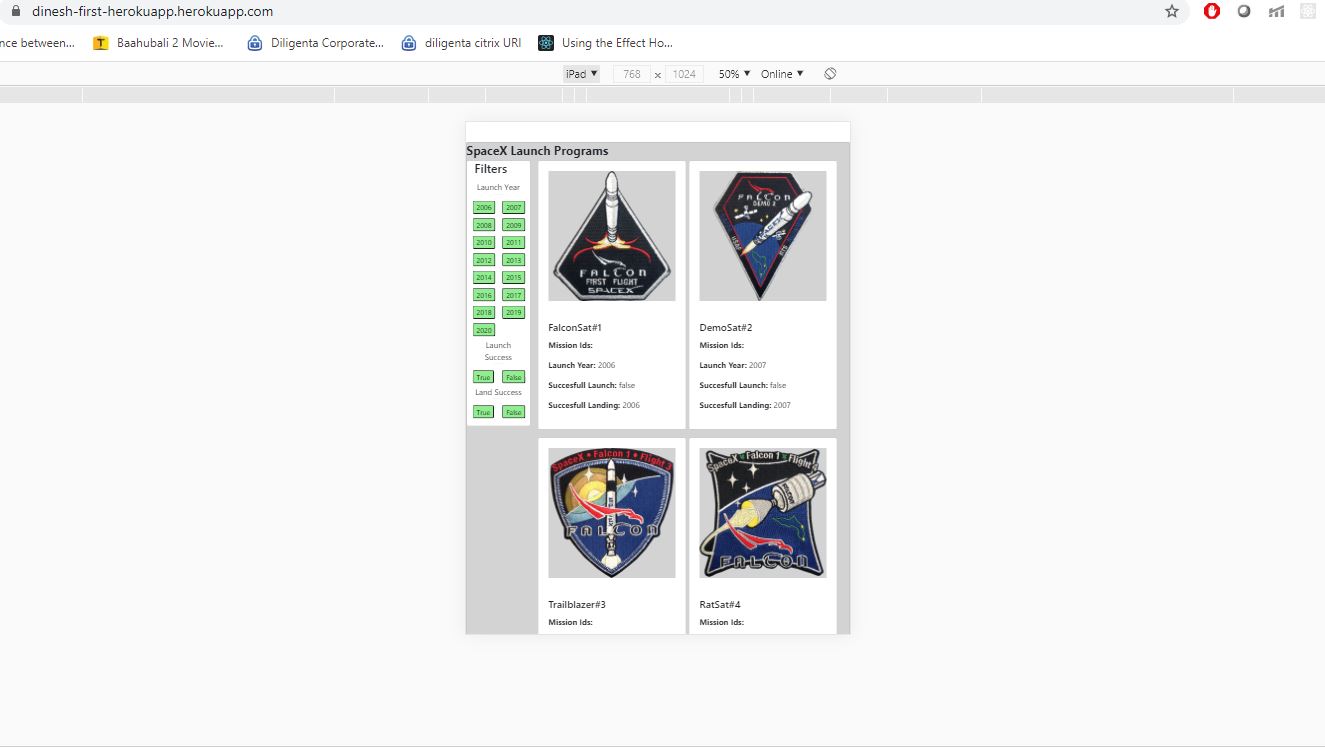 dinesh-first-herokuapp.herokuapp.com
nce between... Baahubali 2 Movie... Diligenta Corporate... diligenta citrix URI Using the Effect Ho...
iPad 768 x 1024 50% Online
SpaceX Launch Programs
Filters
Launch Year
2006 2007
2008 2009
2010 2011
2012 2013
2014 2015
2016 2017
2018 2019
2020
Launch
Success
True False
Land Success
True False
FALCON
FIRST FLIGHT
SPACEX
FalconSat#1
Mission Ids:
Launch Year: 2006
Succesfull Launch: false
Succesfull Landing: 2006
FALCON
DEMO 2
DemoSat#2
Mission Ids:
Launch Year: 2007
Succesfull Launch: false
Succesfull Landing: 2007
SpaceX Falcon 1 Flight 3
FALCON
Trailblazer#3
Mission Ids:
SpaceX Falcon 1 Flight 4
FALCON
RatSat#4
Mission Ids: